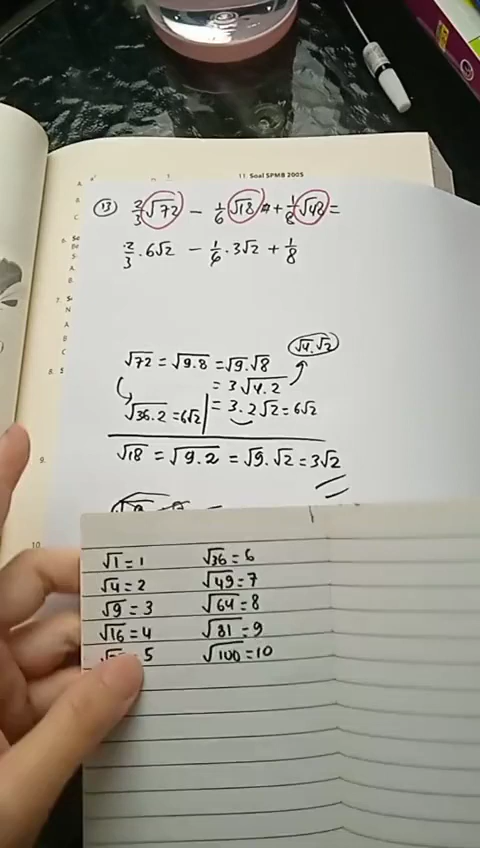 11 Soal SPMB 2005
13 2/3 √72 - 1/6 √18 + 1/8 √48 =
2/3 . 6√2 - 1/6 . 3√2 + 1/8
√4.√2
√72 = √9.8 = √9.√8
= 3√4.2
√36.2 = 6√2 = 3.2√2 = 6√2
√18 = √9.2 = √9.√2 = 3√2
√1 = 1 √36 = 6
√4 = 2 √49 = 7
√9 = 3 √64 = 8
√16 = 4 √81 = 9
5 √100 = 10